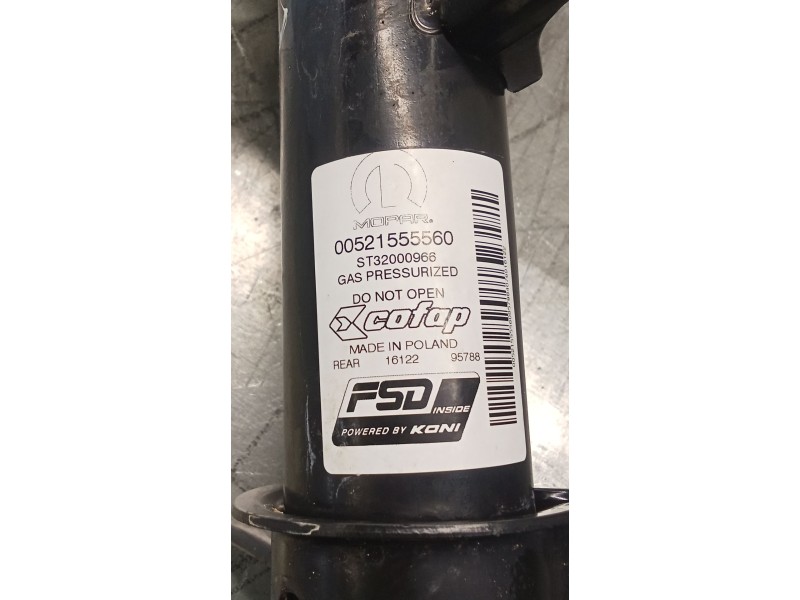 MOPAR®
00521555560
ST32000966
GAS PRESSURIZED
DO NOT OPEN
cofap
MADE IN POLAND
REAR 16122 95788
FSD INSIDE
POWERED BY KONI